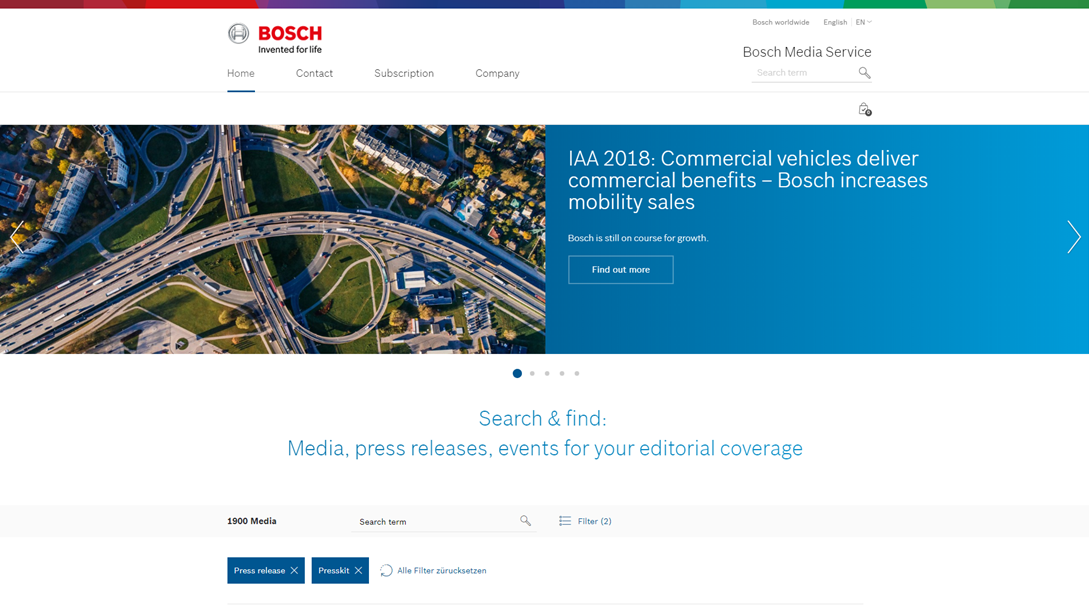 Bosch worldwide
English
EN
BOSCH
Invented for life
Bosch Media Service
Home
Contact
Subscription
Company
Search term
0
IAA 2018: Commercial vehicles deliver
commercial benefits – Bosch increases
mobility sales
Bosch is still on course for growth.
Find out more
Search & find:
Media, press releases, events for your editorial coverage
1900 Media
Search term
Filter (2)
Press release
Presskit
Alle Filter zürucksetzen